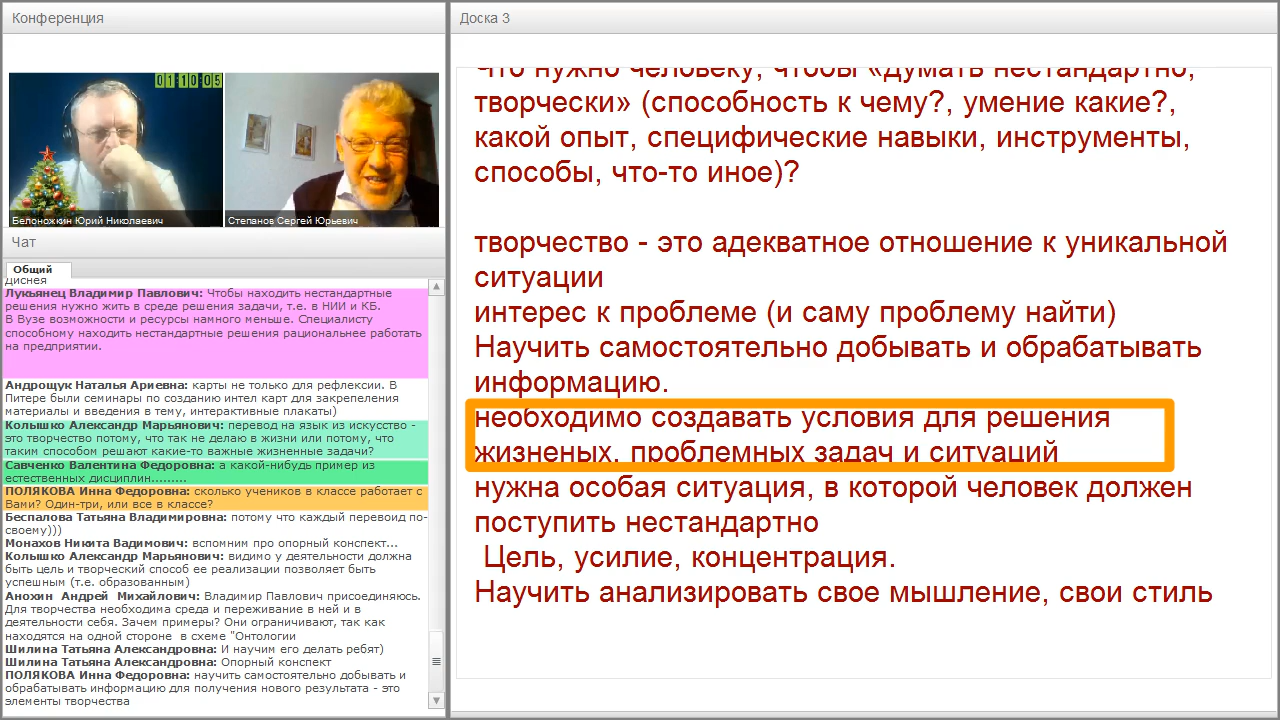 Конференция
01:10:05
Белоножкин Юрий Николаевич
Степанов Сергей Юрьевич
Чат
Общий
Диснея
Лукьянец Владимир Павлович: Чтобы находить нестандартные
решения нужно жить в среде решения задачи, т.е. в НИИ и КБ.
В Вузе возможности и ресурсы намного меньше. Специалисту
способному находить нестандартные решения рациональнее работать
на предприятии.
Андрощук Наталья Ариевна: карты не только для рефлексии. В
Питере были семинары по созданию интел карт для закрепления
материалы и введения в тему, интерактивные плакаты)
Колышко Александр Марьянович: перевод на язык из искусство -
это творчество потому, что так не делаю в жизни или потому, что
таким способом решают какие-то важные жизненные задачи?
Савченко Валентина Федоровна: а какой-нибудь пример из
естественных дисциплин.........
ПОЛЯКОВА Инна Федоровна: сколько учеников в классе работает с
Вами? Один-три, или все в классе?
Беспалова Татьяна Владимировна: потому что каждый перевоид по-
своему)))
Монахов Никита Вадимович: вспомним про опорный конспект...
Колышко Александр Марьянович: видимо у деятельности должна
быть цель и творческий способ ее реализации позволяет быть
успешным (т.е. образованным)
Анохин Андрей Михайлович: Владимир Павлович присоединяюсь.
Для творчества необходима среда и переживание в ней и в
деятельности себя. Зачем примеры? Они ограничивают, так как
находятся на одной стороне в схеме "Онтологии
Шилина Татьяна Александровна: И научим его делать ребят)
Шилина Татьяна Александровна: Опорный конспект
ПОЛЯКОВА Инна Федоровна: научить самостоятельно добывать и
обрабатывать информацию для получения нового результата - это
элементы творчества
Доска 3
Что нужно человеку, чтобы «думать нестандартно,
творчески» (способность к чему?, умение какие?,
какой опыт, специфические навыки, инструменты,
способы, что-то иное)?
творчество - это адекватное отношение к уникальной
ситуации
интерес к проблеме (и саму проблему найти)
Научить самостоятельно добывать и обрабатывать
информацию.
необходимо создавать условия для решения
жизненых, проблемных задач и ситуаций
нужна особая ситуация, в которой человек должен
поступить нестандартно
Цель, усилие, концентрация.
Научить анализировать свое мышление, свои стиль